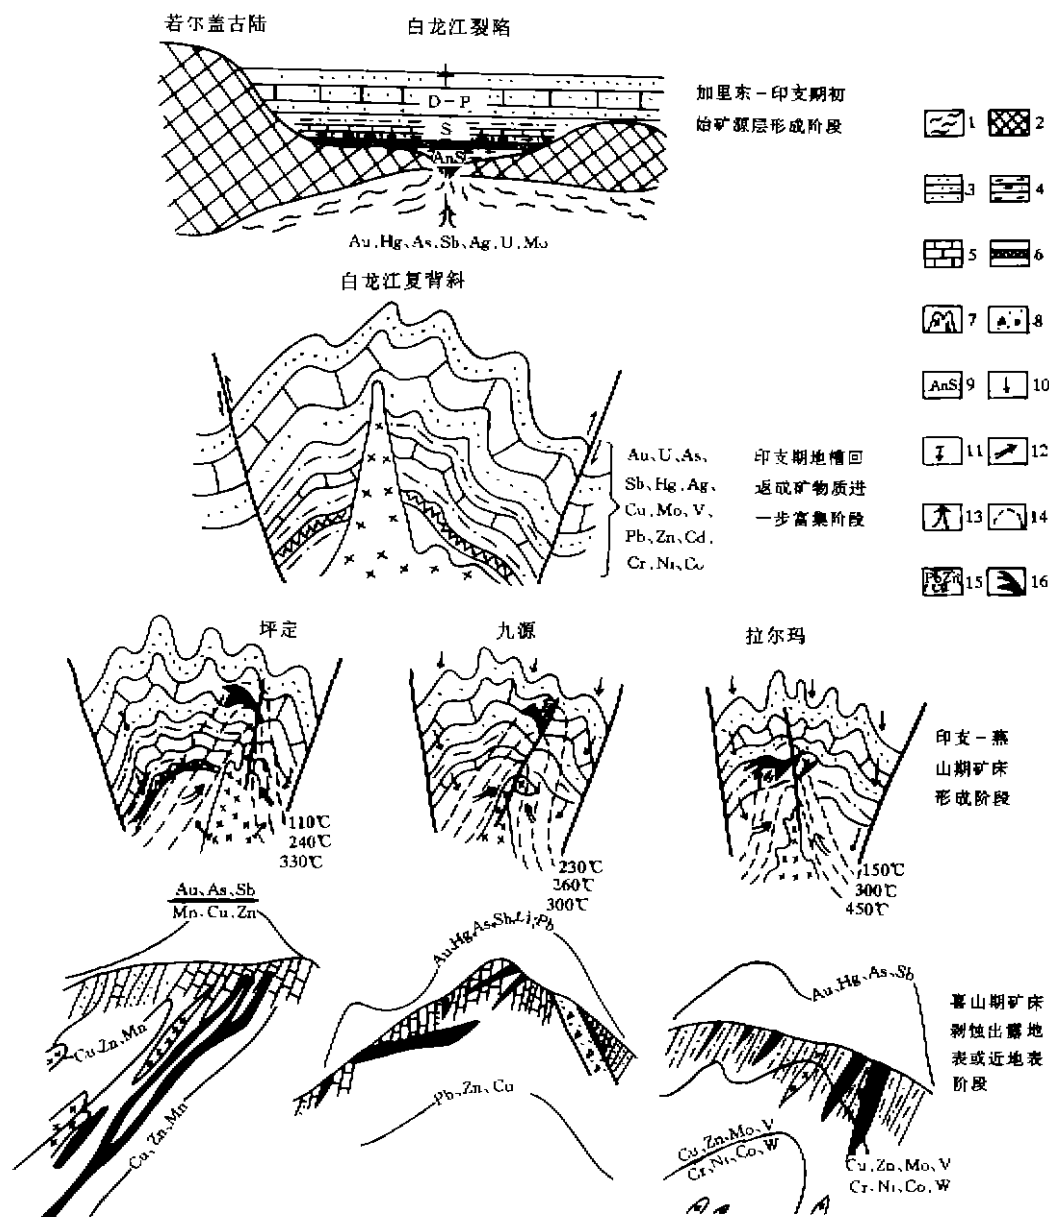 若尔盖古陆
白龙江裂陷
D-P
S
AnS
Au、Hg、As、Sb、Ag、U、Mo
加里东-印支期初
始矿源层形成阶段
1
2
3
4
5
6
7
8
AnS
9
10
11
12
13
14
PbZn
15
16
白龙江复背斜
Au、U、As、
Sb、Hg、Ag、
Cu、Mo、V、
Pb、Zn、Cd、
Cr、Ni、Co
印支期地槽回
返成矿物质进
一步富集阶段
坪定
九源
拉尔玛
110℃
240℃
330℃
230℃
260℃
300℃
150℃
300℃
450℃
印支-燕
山期矿床
形成阶段
Au、As、Sb
Mn、Cu、Zn
Cu、Zn、Mn
Cu、Zn、Mn
Au、Hg、As、Sb、Li、Pb
Pb、Zn、Cu
Au、Hg、As、Sb
Cu、Zn、Mo、V
Cr、Ni、Co、W
Cu、Zn、Mo、V
Cr、Ni、Co、W
喜山期矿床
剥蚀出露地
表或近地表
阶段